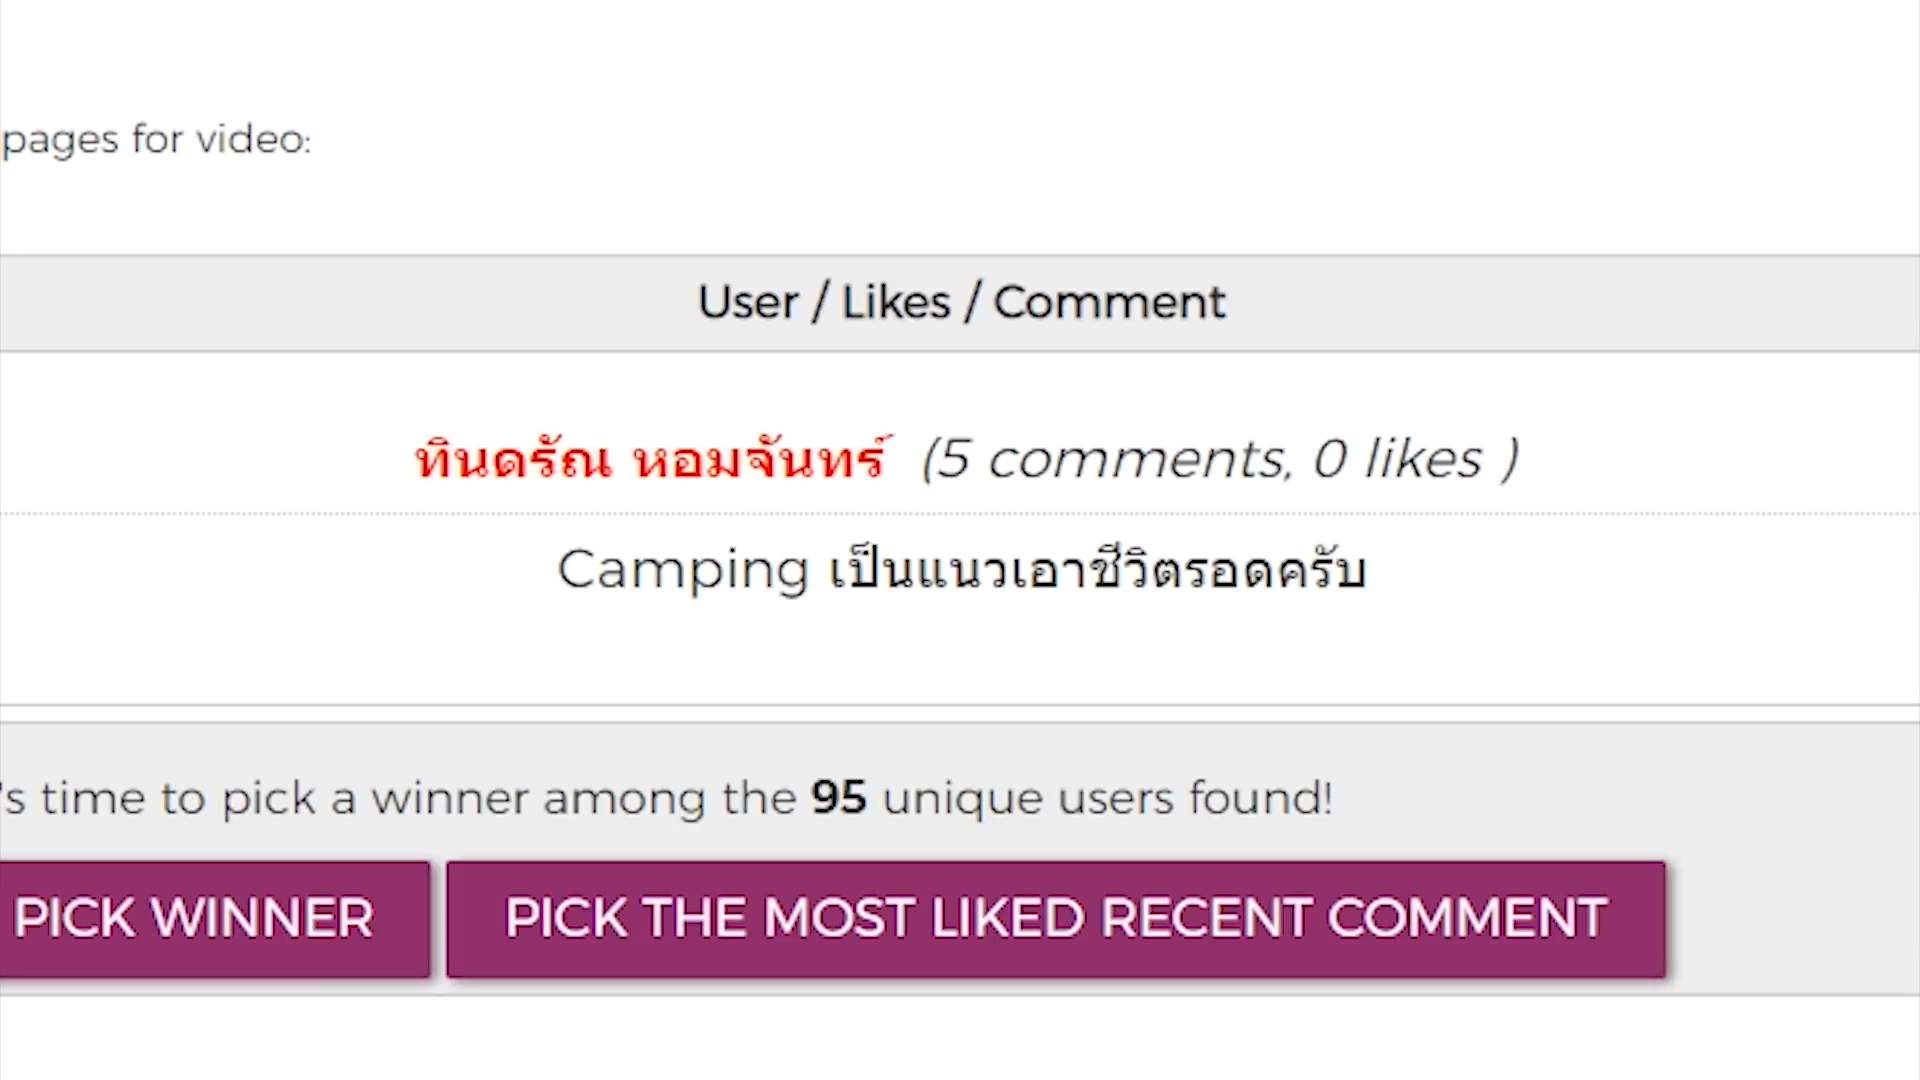 pages for video:
User / Likes / Comment
ทินดรัณ หอมจันทร์ (5 comments, 0 likes )
Camping เป็นแนวเอาชีวิตรอดครับ
's time to pick a winner among the 95 unique users found!
PICK WINNER
PICK THE MOST LIKED RECENT COMMENT